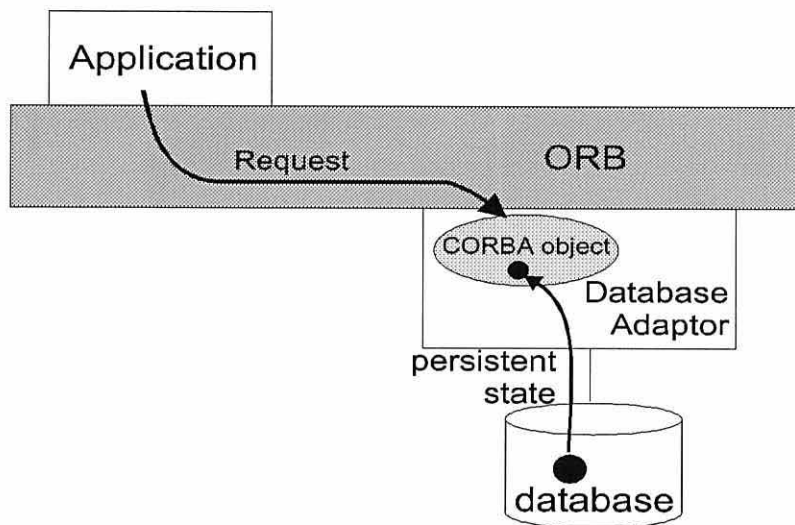 Application
Request
ORB
CORBA object
Database
Adaptor
persistent
state
database